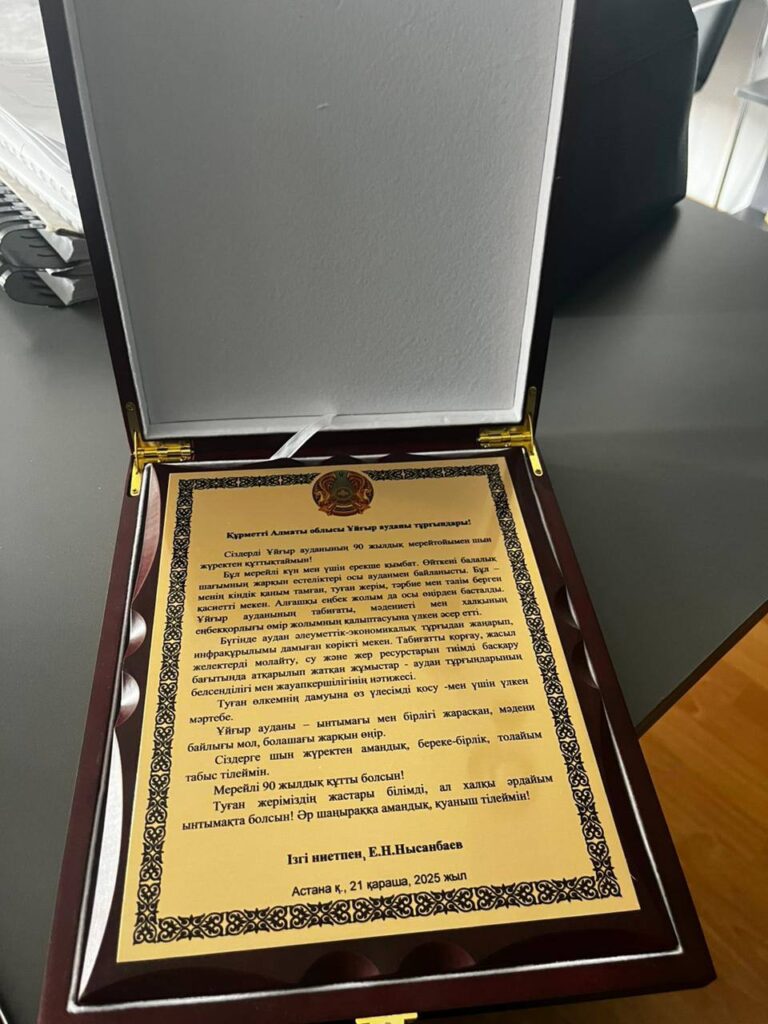 Құрметті Алматы облысы Ұйғыр ауданы тұрғындары!
Сіздерді Ұйғыр ауданының 90 жылдық мерейтойымен шын
жүректен құттықтаймын!
Бұл мерейлі күн мен үшін ерекше қымбат. Өйткені балалық
шағымның жарқын естеліктері осы ауданмен байланысты. Бұл –
менің кіндік қаным тамған, туған жерім, тәрбие мен тәлім берген
қасиетті мекен. Алғашқы еңбек жолым да осы өңірден басталды.
Ұйғыр ауданының табиғаты, мәдениеті мен халқының
еңбекқорлығы өмір жолымның қалыптасуына үлкен әсер етті.
Бүгінде аудан әлеуметтік-экономикалық тұрғыдан жаңарып,
инфрақұрылымы дамыған көрікті мекен. Табиғатты қорғау, жасыл
желектерді молайту, су және жер ресурстарын тиімді басқару
бағытында атқарылып жатқан жұмыстар - аудан тұрғындарының
белсенділігі мен жауапкершілігінің нәтижесі.
Туған өлкемнің дамуына өз үлесімді қосу -мен үшін үлкен
мәртебе.
Ұйғыр ауданы – ынтымағы мен бірлігі жарасқан, мәдени
байлығы мол, болашағы жарқын өңір.
Сіздерге шын жүректен амандық, береке-бірлік, толайым
табыс тілеймін.
Мерейлі 90 жылдық құтты болсын!
Туған жеріміздің жастары білімді, ал халқы әрдайым
ынтымақта болсын! Әр шаңыраққа амандық, қуаныш тілеймін!
Ізгі ниетпен, Е.Н.Нысанбаев
Астана қ., 21 қараша, 2025 жыл